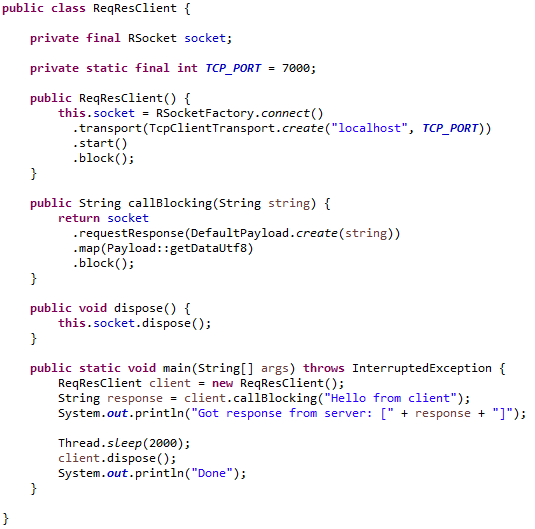 public class ReqResClient {
private final RSocket socket;
private static final int TCP_PORT = 7000;
public ReqResClient() {
this.socket = RSocketFactory.connect()
.transport(TcpClientTransport.create("localhost", TCP_PORT))
.start()
.block();
}
public String callBlocking(String string) {
return socket
.requestResponse(DefaultPayload.create(string))
.map(Payload::getDataUtf8)
.block();
}
public void dispose() {
this.socket.dispose();
}
public static void main(String[] args) throws InterruptedException {
ReqResClient client = new ReqResClient();
String response = client.callBlocking("Hello from client");
System.out.println("Got response from server: [" + response + "]");
Thread.sleep(2000);
client.dispose();
System.out.println("Done");
}
}